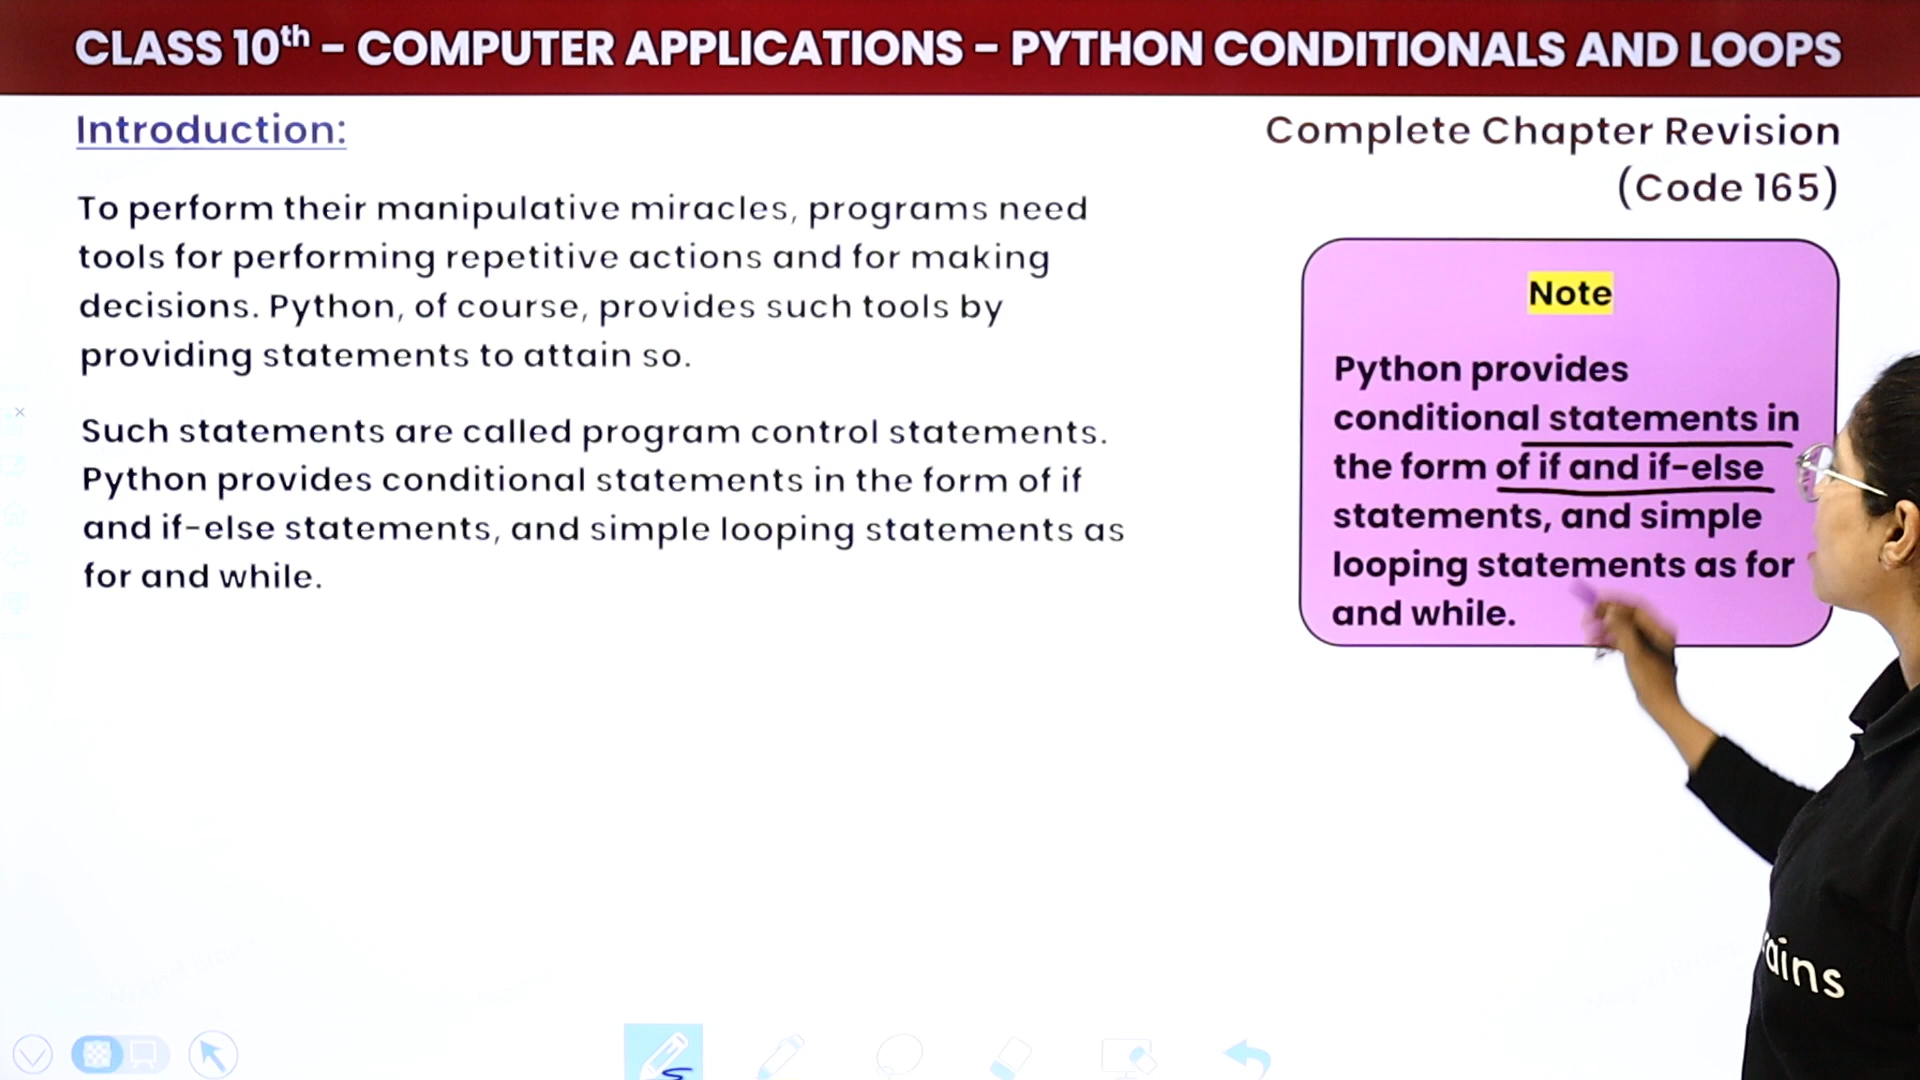 CLASS 10th – COMPUTER APPLICATIONS – PYTHON CONDITIONALS AND LOOPS
Introduction:
Complete Chapter Revision
(Code 165)
To perform their manipulative miracles, programs need
tools for performing repetitive actions and for making
decisions. Python, of course, provides such tools by
providing statements to attain so.
Such statements are called program control statements.
Python provides conditional statements in the form of if
and if-else statements, and simple looping statements as
for and while.
Note
Python provides
conditional statements in
the form of if and if-else
statements, and simple
looping statements as for
and while.